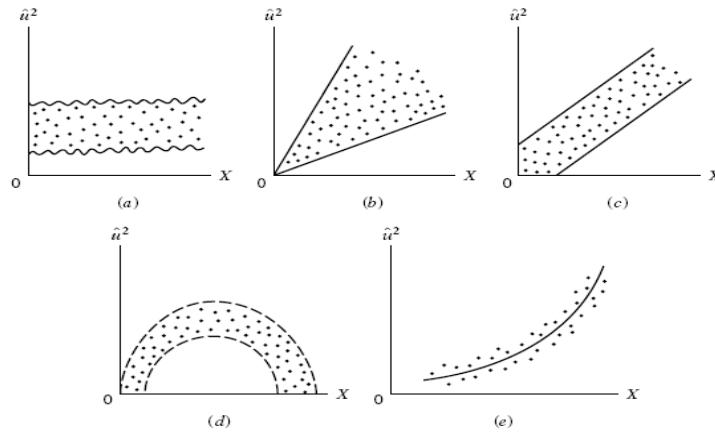 û² û² û²
0 X 0 X 0 X
(a) (b) (c)
û² û²
0 X 0 X
(d) (e)